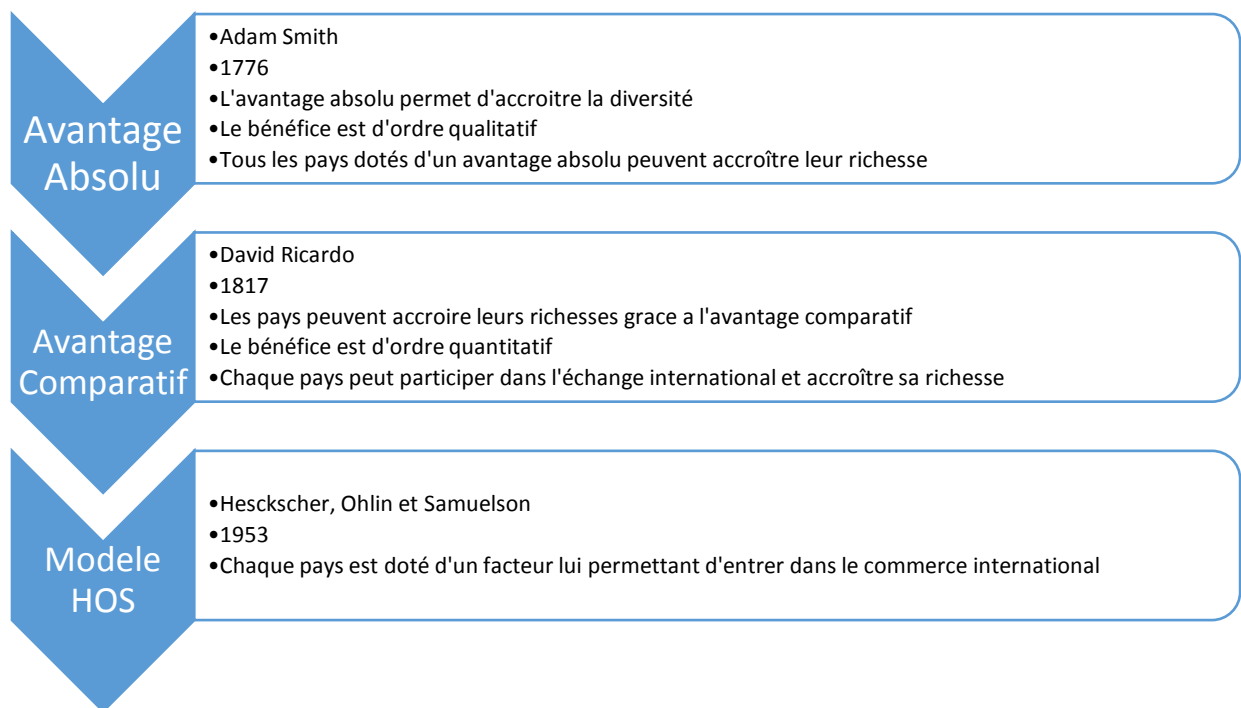 Avantage
Absolu
•Adam Smith
•1776
•L'avantage absolu permet d'accroitre la diversité
•Le bénéfice est d'ordre qualitatif
•Tous les pays dotés d'un avantage absolu peuvent accroître leur richesse
Avantage
Comparatif
•David Ricardo
•1817
•Les pays peuvent accroire leurs richesses grace a l'avantage comparatif
•Le bénéfice est d'ordre quantitatif
•Chaque pays peut participer dans l'échange international et accroître sa richesse
Modele
HOS
•Hesckscher, Ohlin et Samuelson
•1953
•Chaque pays est doté d'un facteur lui permettant d'entrer dans le commerce international